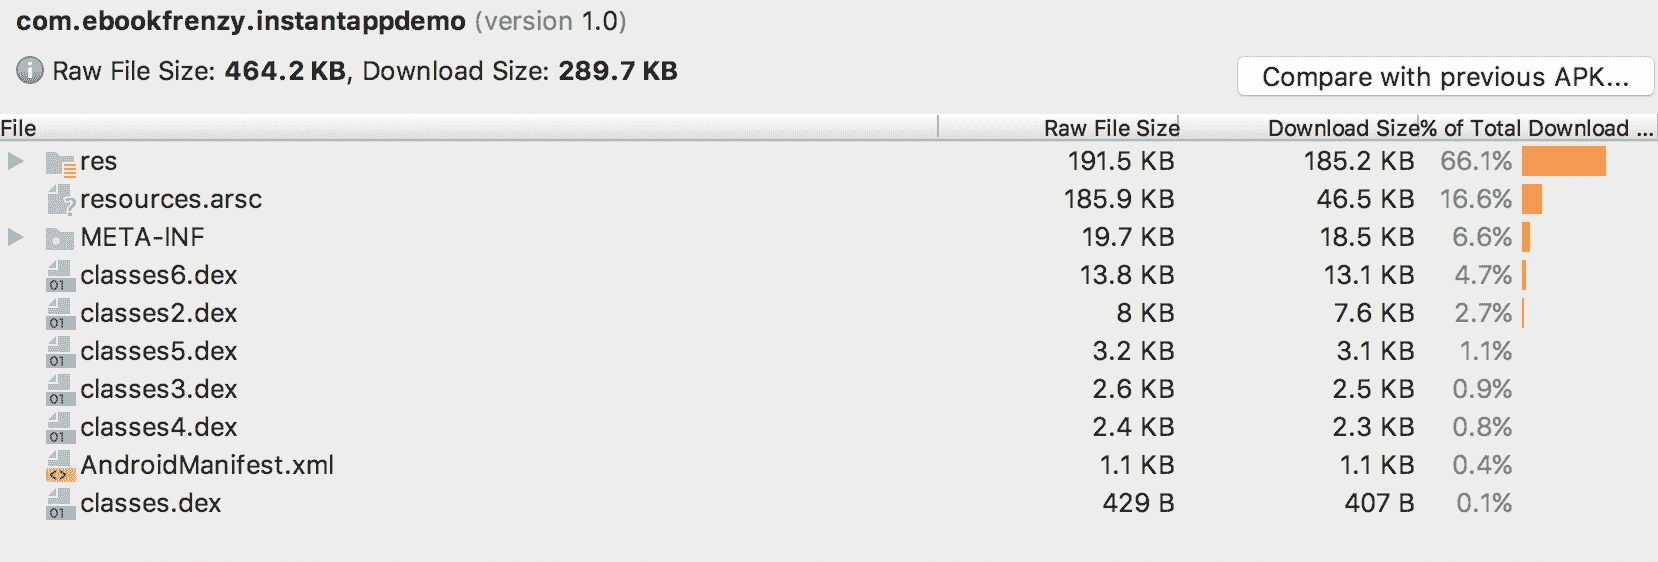 com.ebookfrenzy.instantappdemo (version 1.0)
i Raw File Size: 464.2 KB, Download Size: 289.7 KB
Compare with previous APK...
File Raw File Size Download Size % of Total Download ...
res 191.5 KB 185.2 KB 66.1%
? resources.arsc 185.9 KB 46.5 KB 16.6%
META-INF 19.7 KB 18.5 KB 6.6%
01 classes6.dex 13.8 KB 13.1 KB 4.7%
01 classes2.dex 8 KB 7.6 KB 2.7%
01 classes5.dex 3.2 KB 3.1 KB 1.1%
01 classes3.dex 2.6 KB 2.5 KB 0.9%
01 classes4.dex 2.4 KB 2.3 KB 0.8%
<> AndroidManifest.xml 1.1 KB 1.1 KB 0.4%
01 classes.dex 429 B 407 B 0.1%